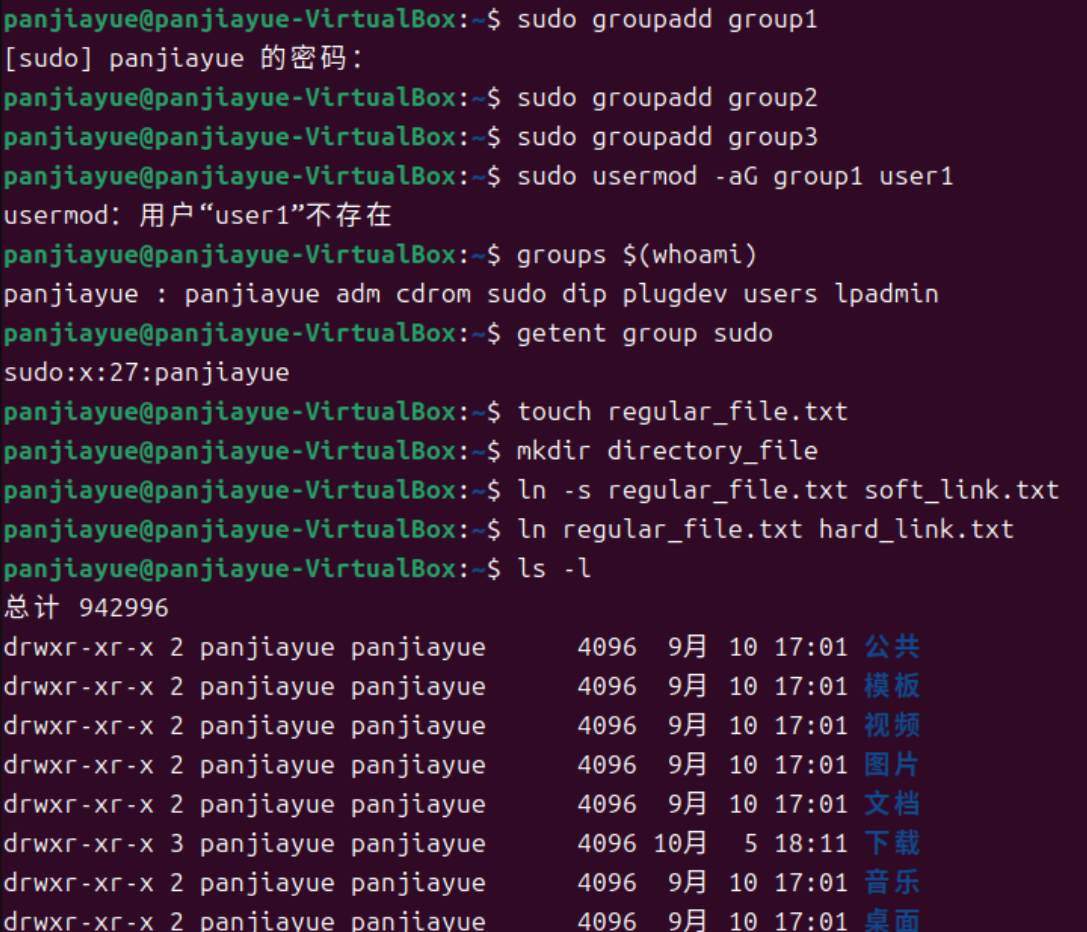 panjiayue@panjiayue-VirtualBox:~$ sudo groupadd group1
[sudo] panjiayue 的密码：
panjiayue@panjiayue-VirtualBox:~$ sudo groupadd group2
panjiayue@panjiayue-VirtualBox:~$ sudo groupadd group3
panjiayue@panjiayue-VirtualBox:~$ sudo usermod -aG group1 user1
usermod：用户“user1”不存在
panjiayue@panjiayue-VirtualBox:~$ groups $(whoami)
panjiayue : panjiayue adm cdrom sudo dip plugdev users lpadmin
panjiayue@panjiayue-VirtualBox:~$ getent group sudo
sudo:x:27:panjiayue
panjiayue@panjiayue-VirtualBox:~$ touch regular_file.txt
panjiayue@panjiayue-VirtualBox:~$ mkdir directory_file
panjiayue@panjiayue-VirtualBox:~$ ln -s regular_file.txt soft_link.txt
panjiayue@panjiayue-VirtualBox:~$ ln regular_file.txt hard_link.txt
panjiayue@panjiayue-VirtualBox:~$ ls -l
总计 942996
drwxr-xr-x 2 panjiayue panjiayue      4096  9月  10 17:01 公共
drwxr-xr-x 2 panjiayue panjiayue      4096  9月  10 17:01 模板
drwxr-xr-x 2 panjiayue panjiayue      4096  9月  10 17:01 视频
drwxr-xr-x 2 panjiayue panjiayue      4096  9月  10 17:01 图片
drwxr-xr-x 2 panjiayue panjiayue      4096  9月  10 17:01 文档
drwxr-xr-x 3 panjiayue panjiayue      4096 10月   5 18:11 下载
drwxr-xr-x 2 panjiayue panjiayue      4096  9月  10 17:01 音乐
drwxr-xr-x 2 panjiayue panjiayue      4096  9月  10 17:01 桌面